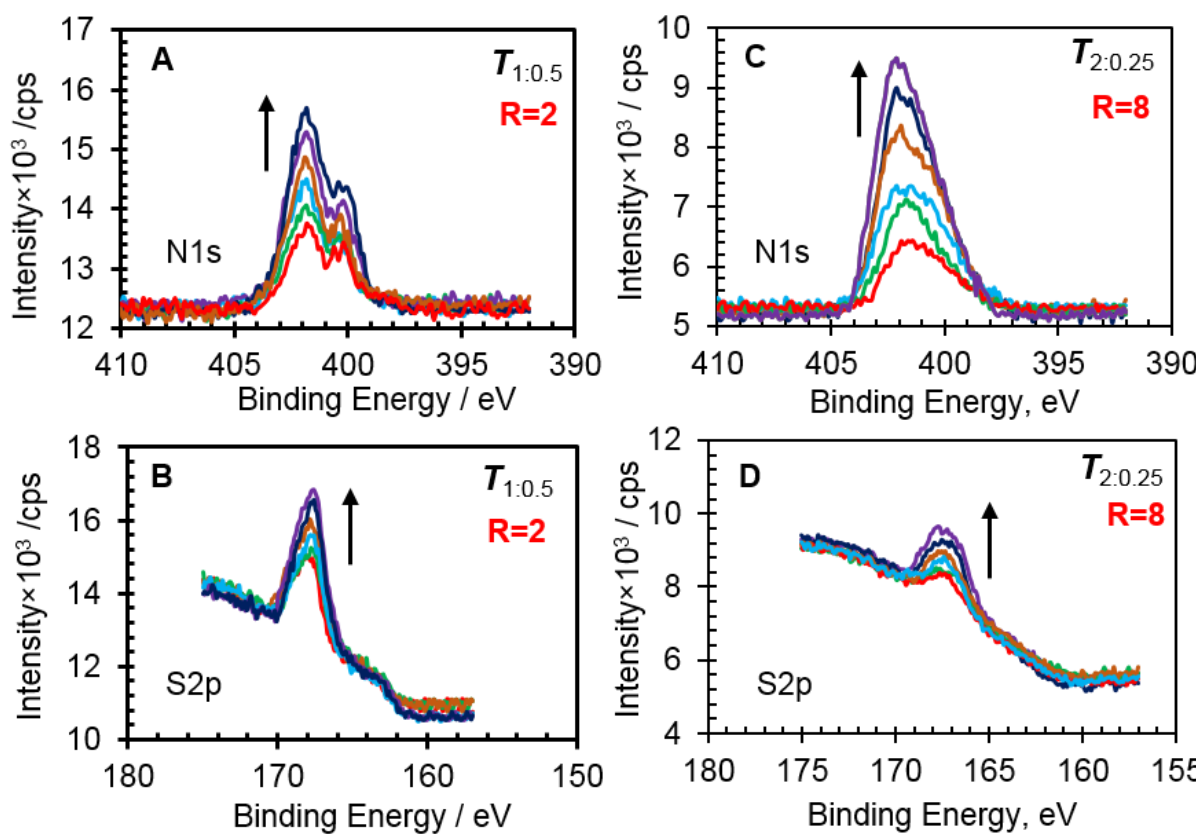 A
T1:0.5
R=2
N1s
Intensity×10³ /cps
17
16
15
14
13
12
410
405
400
395
390
Binding Energy / eV
C
T2:0.25
R=8
N1s
Intensity×10³ / cps
10
9
8
7
6
5
410
405
400
395
390
Binding Energy, eV
B
T1:0.5
R=2
S2p
Intensity×10³ /cps
18
16
14
12
10
180
170
160
150
Binding Energy / eV
D
T2:0.25
R=8
S2p
Intensity×10³ / cps
12
10
8
6
4
180
175
170
165
160
155
Binding Energy, eV